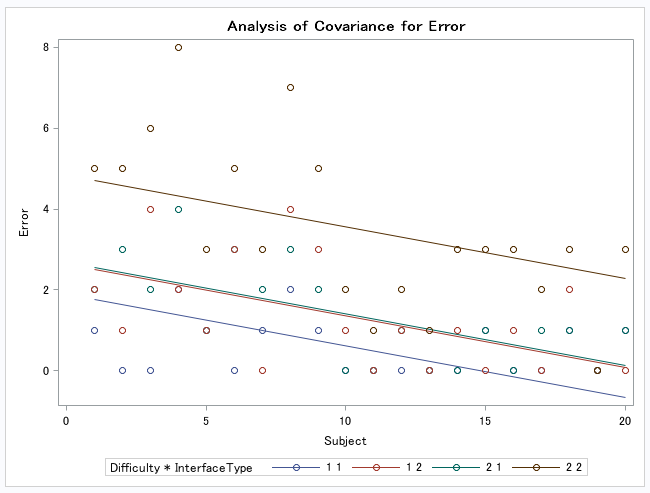 Analysis of Covariance for Error
8
6
4
2
0
Error
0 5 10 15 20
Subject
Difficulty * InterfaceType 1 1 1 2 2 1 2 2